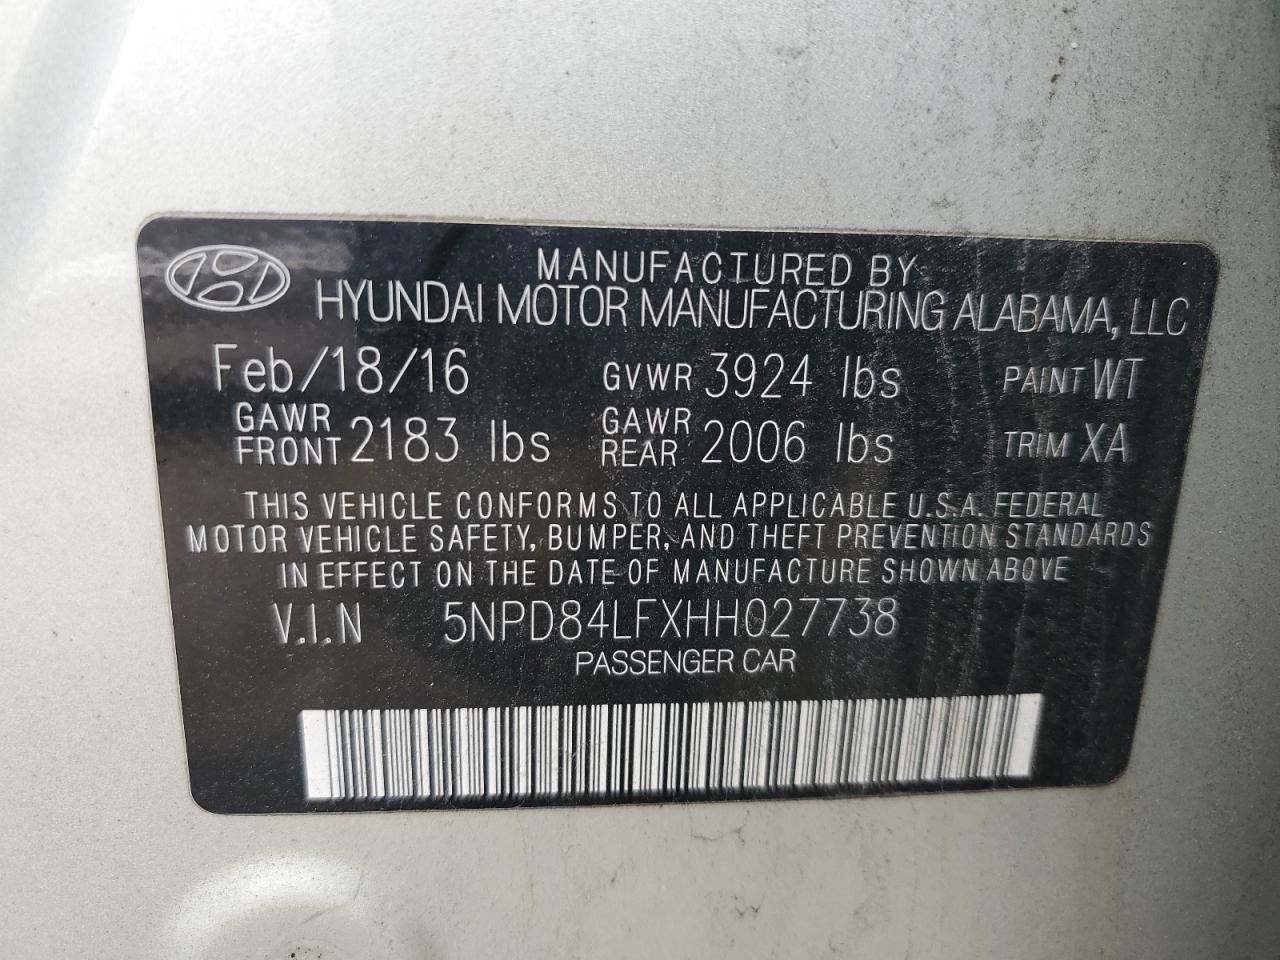 MANUFACTURED BY
HYUNDAI MOTOR MANUFACTURING ALABAMA, LLC
Feb/18/16 GVWR 3924 lbs PAINT WT
GAWR FRONT 2183 lbs GAWR REAR 2006 lbs TRIM XA
THIS VEHICLE CONFORMS TO ALL APPLICABLE U.S.A. FEDERAL
MOTOR VEHICLE SAFETY, BUMPER, AND THEFT PREVENTION STANDARDS
IN EFFECT ON THE DATE OF MANUFACTURE SHOWN ABOVE
V.I.N 5NPD84LFXHH027738
PASSENGER CAR